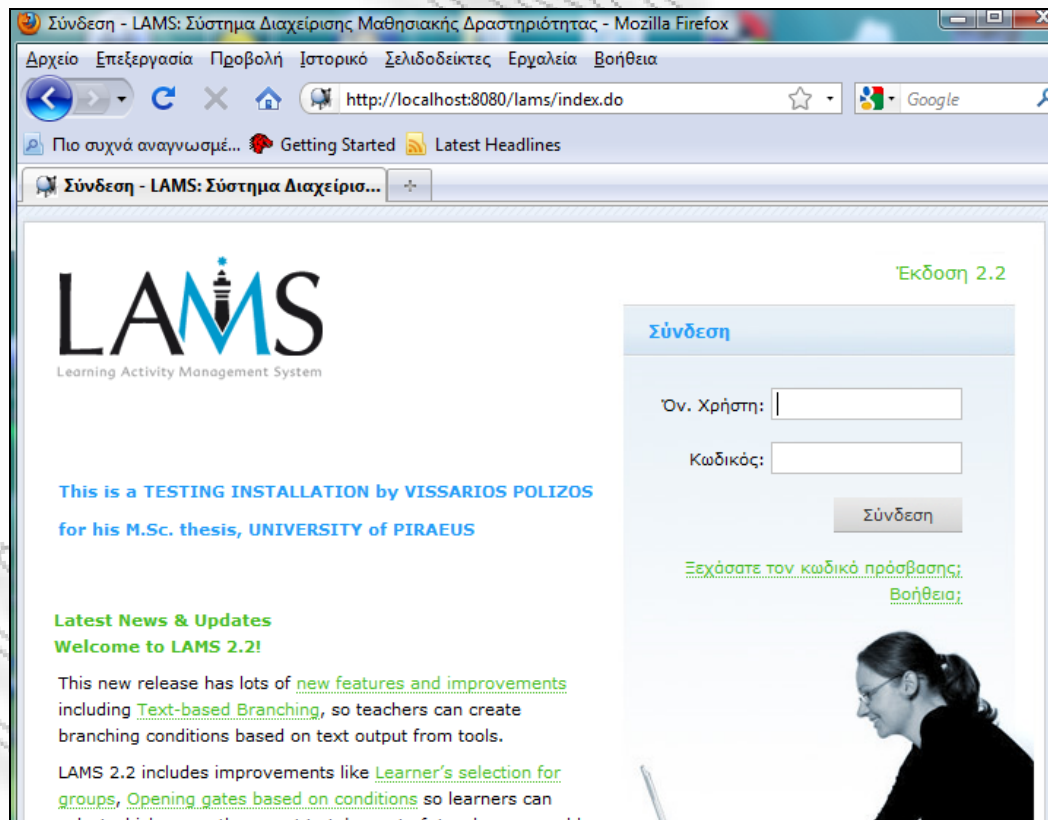 Σύνδεση - LAMS: Σύστημα Διαχείρισης Μαθησιακής Δραστηριότητας - Mozilla Firefox
Αρχείο Επεξεργασία Προβολή Ιστορικό Σελιδοδείκτες Εργαλεία Βοήθεια
http://localhost:8080/lams/index.do Google
Πιο συχνά αναγνωσμέ... Getting Started Latest Headlines
Σύνδεση - LAMS: Σύστημα Διαχείρισ...
Έκδοση 2.2
LAMS
Learning Activity Management System
Σύνδεση
Όν. Χρήστη:
Κωδικός:
Σύνδεση
Ξεχάσατε τον κωδικό πρόσβασης;
Βοήθεια;
This is a TESTING INSTALLATION by VISSARIOS POLIZOS
for his M.Sc. thesis, UNIVERSITY of PIRAEUS
Latest News & Updates
Welcome to LAMS 2.2!
This new release has lots of new features and improvements
including Text-based Branching, so teachers can create
branching conditions based on text output from tools.
LAMS 2.2 includes improvements like Learner's selection for
groups, Opening gates based on conditions so learners can